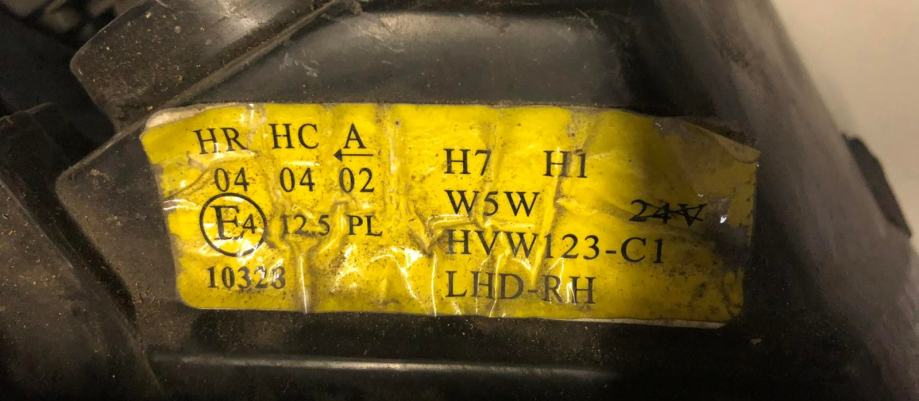 HR HC A
←
04 04 02
E4 12.5 PL
10328
H7 H1
W5W 24V
HVW123-C1
LHD-RH